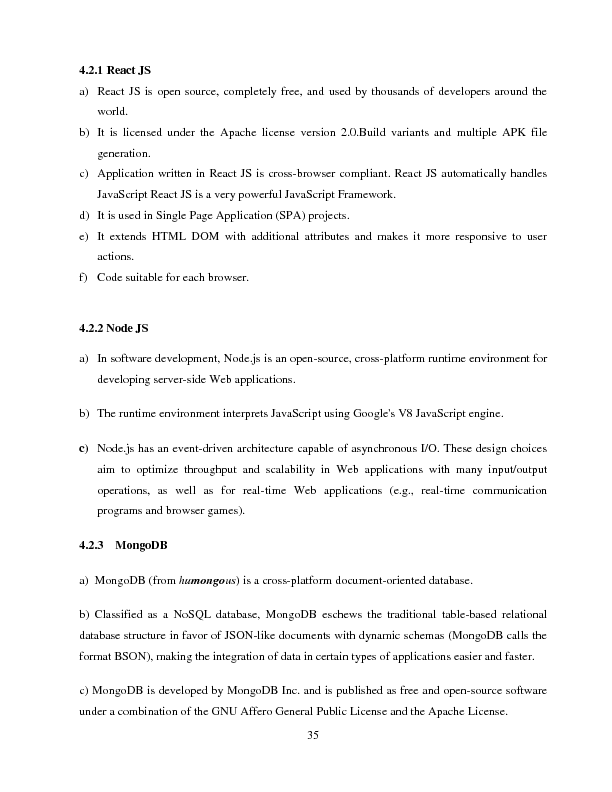 4.2.1 React JS
a) React JS is open source, completely free, and used by thousands of developers around the
world.
b) It is licensed under the Apache license version 2.0.Build variants and multiple APK file
generation.
c) Application written in React JS is cross-browser compliant. React JS automatically handles
JavaScript React JS is a very powerful JavaScript Framework.
d) It is used in Single Page Application (SPA) projects.
e) It extends HTML DOM with additional attributes and makes it more responsive to user
actions.
f) Code suitable for each browser.
4.2.2 Node JS
a) In software development, Node.js is an open-source, cross-platform runtime environment for
developing server-side Web applications.
b) The runtime environment interprets JavaScript using Google's V8 JavaScript engine.
c) Node.js has an event-driven architecture capable of asynchronous I/O. These design choices
aim to optimize throughput and scalability in Web applications with many input/output
operations, as well as for real-time Web applications (e.g., real-time communication
programs and browser games).
4.2.3 MongoDB
a) MongoDB (from humongous) is a cross-platform document-oriented database.
b) Classified as a NoSQL database, MongoDB eschews the traditional table-based relational
database structure in favor of JSON-like documents with dynamic schemas (MongoDB calls the
format BSON), making the integration of data in certain types of applications easier and faster.
c) MongoDB is developed by MongoDB Inc. and is published as free and open-source software
under a combination of the GNU Affero General Public License and the Apache License.
35